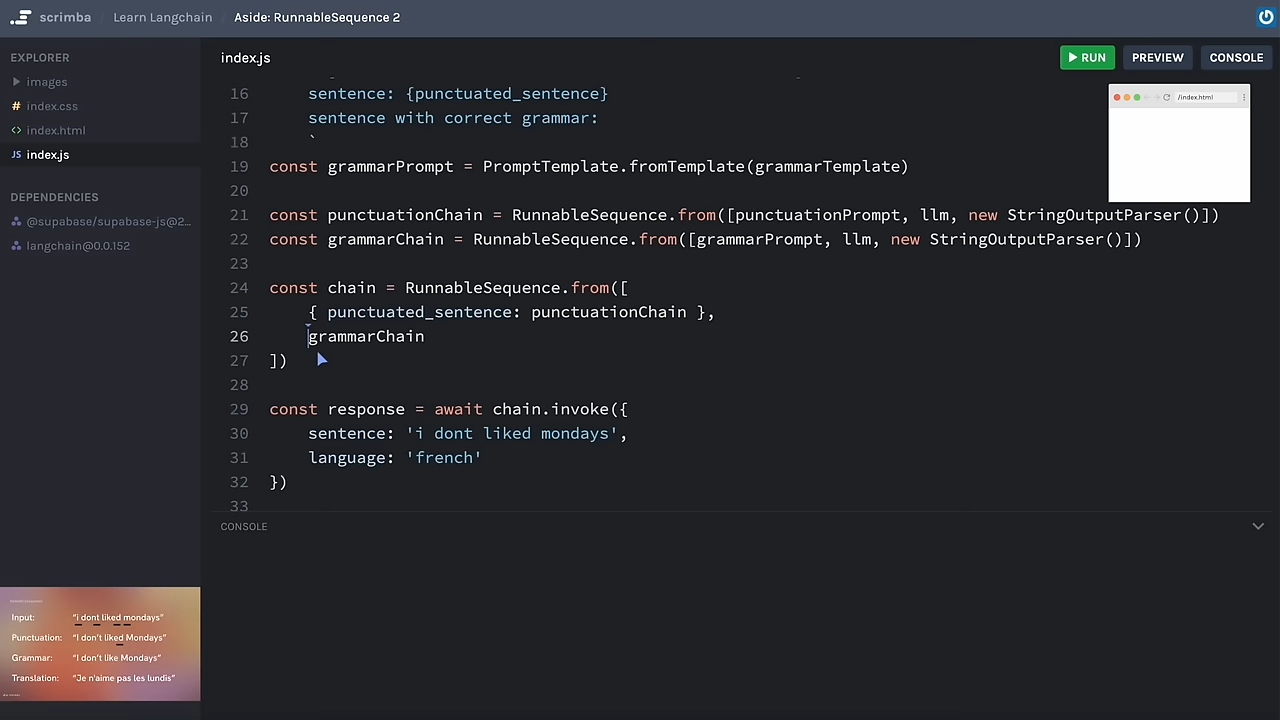 scrimba / Learn Langchain / Aside: RunnableSequence 2
EXPLORER
images
# index.css
<> index.html
JS index.js
DEPENDENCIES
@supabase/supabase-js@2...
langchain@0.0.152
index.js
RUN
PREVIEW
CONSOLE
/index.html
16 sentence: {punctuated_sentence}
17 sentence with correct grammar:
18 `
19 const grammarPrompt = PromptTemplate.fromTemplate(grammarTemplate)
20
21 const punctuationChain = RunnableSequence.from([punctuationPrompt, llm, new StringOutputParser()])
22 const grammarChain = RunnableSequence.from([grammarPrompt, llm, new StringOutputParser()])
23
24 const chain = RunnableSequence.from([
25 { punctuated_sentence: punctuationChain },
26 grammarChain
27 ])
28
29 const response = await chain.invoke({
30 sentence: 'i dont liked mondays',
31 language: 'french'
32 })
33
CONSOLE
Input: "i dont liked mondays"
Punctuation: "I don't liked Mondays"
Grammar: "I don't like Mondays"
Translation: "Je n'aime pas les lundis"